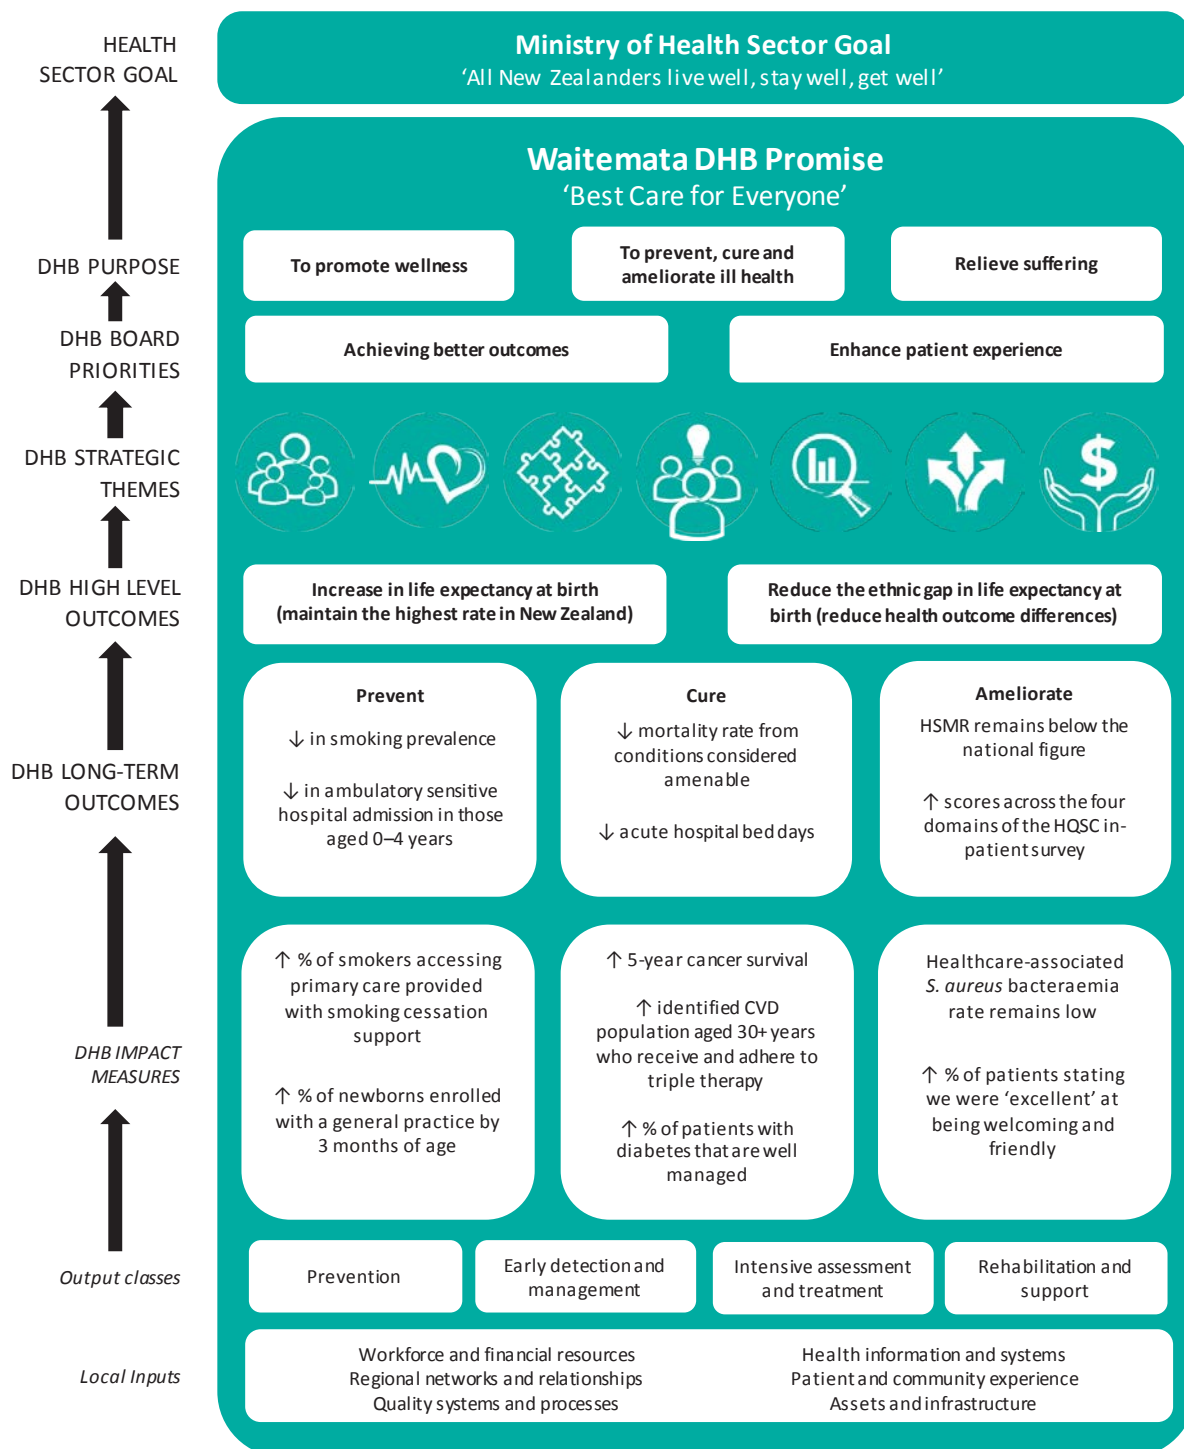 HEALTH
SECTOR GOAL
Ministry of Health Sector Goal
‘All New Zealanders live well, stay well, get well’
Waitemata DHB Promise
‘Best Care for Everyone’
DHB PURPOSE
To promote wellness
To prevent, cure and
ameliorate ill health
Relieve suffering
DHB BOARD
PRIORITIES
Achieving better outcomes
Enhance patient experience
DHB STRATEGIC
THEMES
$
DHB HIGH LEVEL
OUTCOMES
Increase in life expectancy at birth
(maintain the highest rate in New Zealand)
Reduce the ethnic gap in life expectancy at
birth (reduce health outcome differences)
DHB LONG-TERM
OUTCOMES
Prevent
↓ in smoking prevalence
↓ in ambulatory sensitive
hospital admission in those
aged 0–4 years
Cure
↓ mortality rate from
conditions considered
amenable
↓ acute hospital bed days
Ameliorate
HSMR remains below the
national figure
↑ scores across the four
domains of the HQSC in-
patient survey
DHB IMPACT
MEASURES
↑ % of smokers accessing
primary care provided
with smoking cessation
support
↑ % of newborns enrolled
with a general practice by
3 months of age
↑ 5-year cancer survival
↑ identified CVD
population aged 30+ years
who receive and adhere to
triple therapy
↑ % of patients with
diabetes that are well
managed
Healthcare-associated
S. aureus bacteraemia
rate remains low
↑ % of patients stating
we were ‘excellent’ at
being welcoming and
friendly
Output classes
Prevention
Early detection and
management
Intensive assessment
and treatment
Rehabilitation and
support
Local Inputs
Workforce and financial resources
Regional networks and relationships
Quality systems and processes
Health information and systems
Patient and community experience
Assets and infrastructure